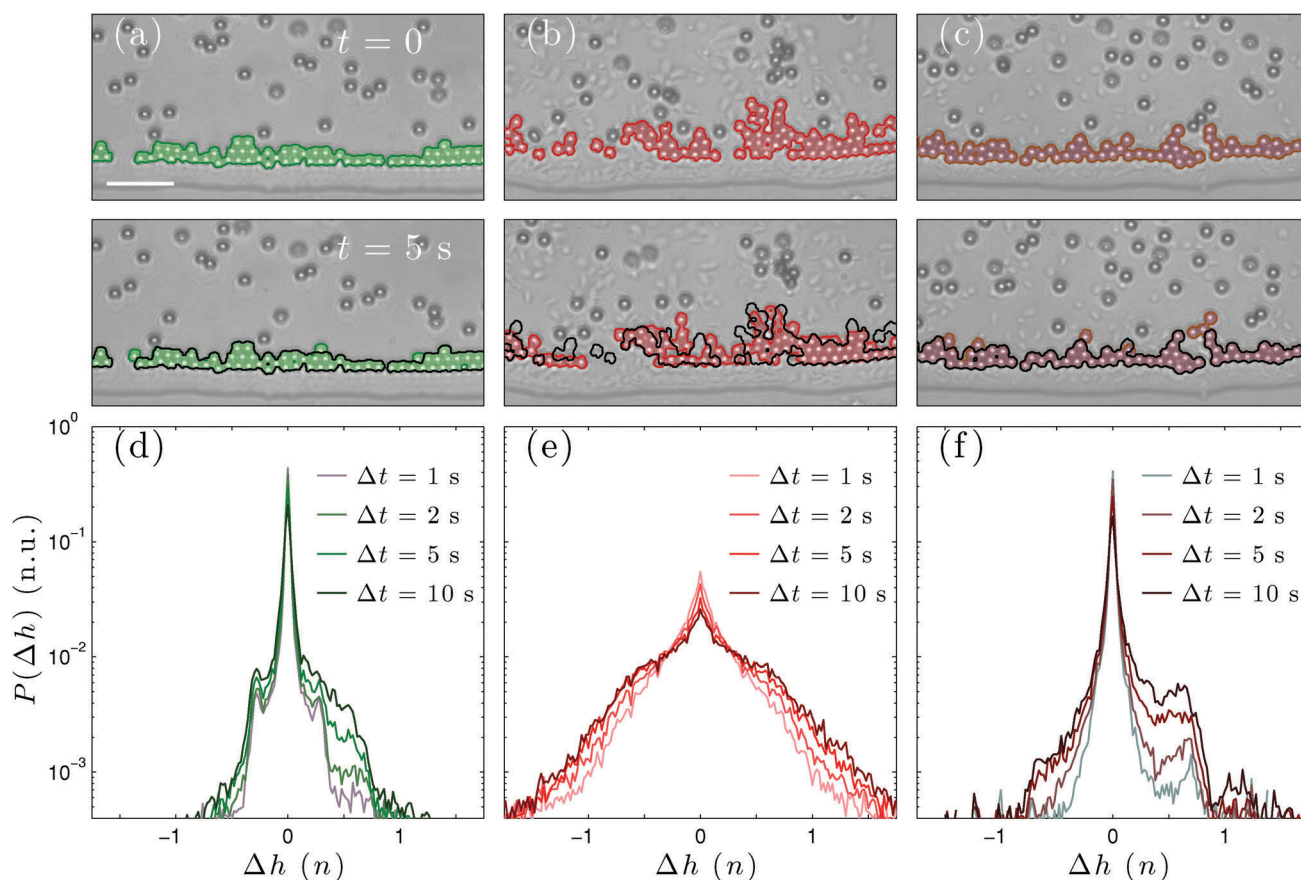 (a) t = 0
(b)
(c)
t = 5 s
(d)
Δt = 1 s
Δt = 2 s
Δt = 5 s
Δt = 10 s
(e)
Δt = 1 s
Δt = 2 s
Δt = 5 s
Δt = 10 s
(f)
Δt = 1 s
Δt = 2 s
Δt = 5 s
Δt = 10 s
P(Δh) (n.u.)
10⁰
10⁻¹
10⁻²
10⁻³
−1 0 1
−1 0 1
−1 0 1
Δh (n)
Δh (n)
Δh (n)